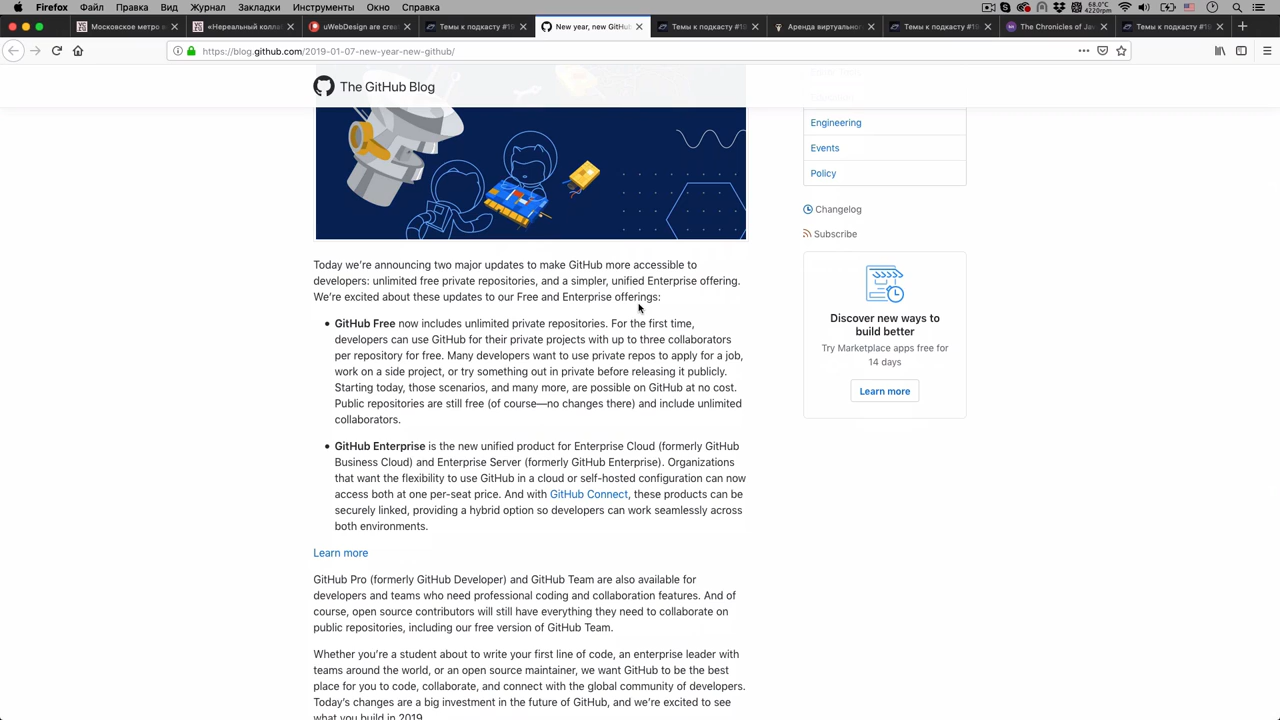 Firefox Файл Правка Вид Журнал Закладки Инструменты Окно Справка
68.0°C
4220rpm
Московское метро в
«Нереальный колла
uWebDesign are crea
Темы к подкасту #19
New year, new GitHub
Темы к подкасту #19
Аренда виртуальног
Темы к подкасту #19
The Chronicles of Ja
Темы к подкасту #19
https://blog.github.com/2019-01-07-new-year-new-github/
The GitHub Blog
Engineering
Events
Policy
Changelog
Subscribe
Discover new ways to
build better
Try Marketplace apps free for
14 days
Learn more
Today we’re announcing two major updates to make GitHub more accessible to
developers: unlimited free private repositories, and a simpler, unified Enterprise offering.
We’re excited about these updates to our Free and Enterprise offerings:
• GitHub Free now includes unlimited private repositories. For the first time,
developers can use GitHub for their private projects with up to three collaborators
per repository for free. Many developers want to use private repos to apply for a job,
work on a side project, or try something out in private before releasing it publicly.
Starting today, those scenarios, and many more, are possible on GitHub at no cost.
Public repositories are still free (of course—no changes there) and include unlimited
collaborators.
• GitHub Enterprise is the new unified product for Enterprise Cloud (formerly GitHub
Business Cloud) and Enterprise Server (formerly GitHub Enterprise). Organizations
that want the flexibility to use GitHub in a cloud or self-hosted configuration can now
access both at one per-seat price. And with GitHub Connect, these products can be
securely linked, providing a hybrid option so developers can work seamlessly across
both environments.
Learn more
GitHub Pro (formerly GitHub Developer) and GitHub Team are also available for
developers and teams who need professional coding and collaboration features. And of
course, open source contributors will still have everything they need to collaborate on
public repositories, including our free version of GitHub Team.
Whether you’re a student about to write your first line of code, an enterprise leader with
teams around the world, or an open source maintainer, we want GitHub to be the best
place for you to code, collaborate, and connect with the global community of developers.
Today’s changes are a big investment in the future of GitHub, and we’re excited to see
what you build in 2019.